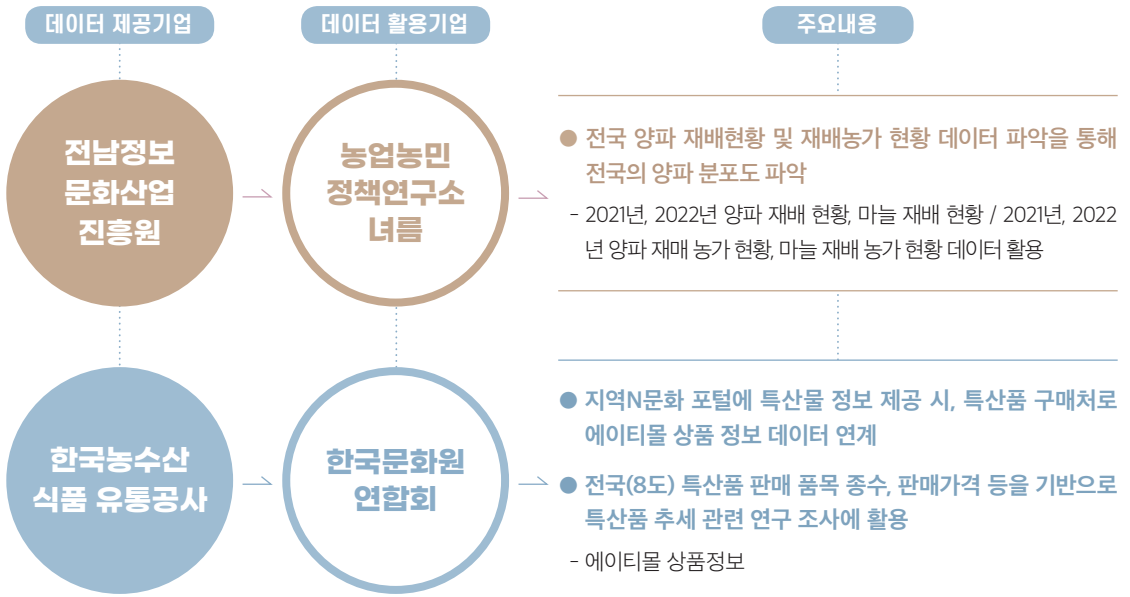 데이터 제공기업
데이터 활용기업
주요내용
전남정보
문화산업
진흥원
농업농민
정책연구소
녀름
● 전국 양파 재배현황 및 재배농가 현황 데이터 파악을 통해
전국의 양파 분포도 파악
- 2021년, 2022년 양파 재배 현황, 마늘 재배 현황 / 2021년, 2022
년 양파 재매 농가 현황, 마늘 재배 농가 현황 데이터 활용
한국농수산
식품 유통공사
한국문화원
연합회
● 지역N문화 포털에 특산물 정보 제공 시, 특산품 구매처로
에이티몰 상품 정보 데이터 연계
● 전국(8도) 특산품 판매 품목 종수, 판매가격 등을 기반으로
특산품 추세 관련 연구 조사에 활용
- 에이티몰 상품정보